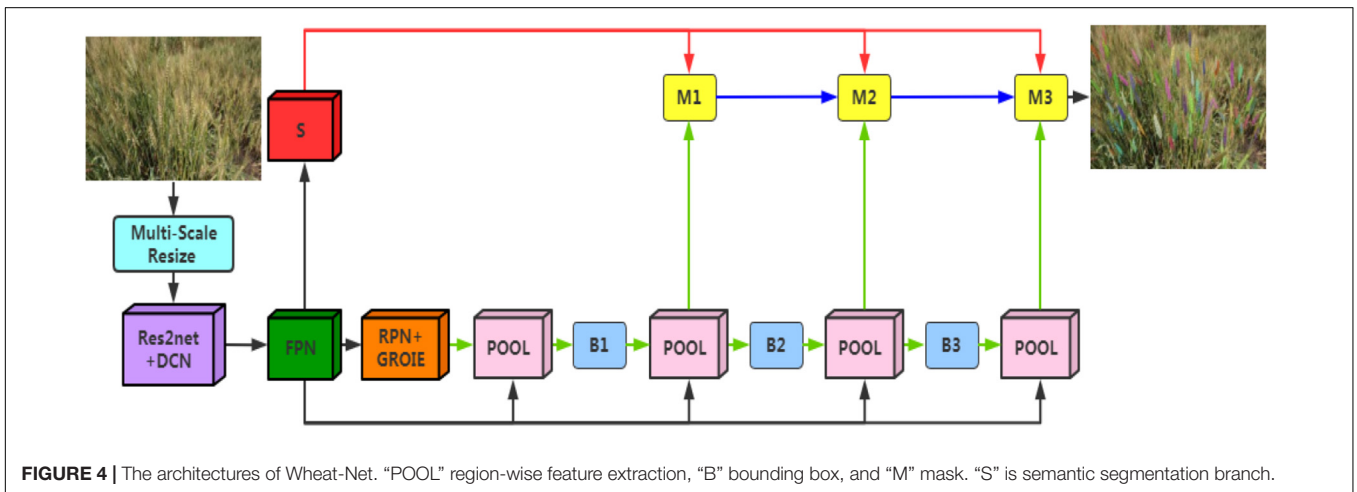 S
M1
M2
M3
Multi-Scale
Resize
Res2net
+DCN
FPN
RPN+
GROIE
POOL
B1
POOL
B2
POOL
B3
POOL
FIGURE 4 | The architectures of Wheat-Net. “POOL” region-wise feature extraction, “B” bounding box, and “M” mask. “S” is semantic segmentation branch.